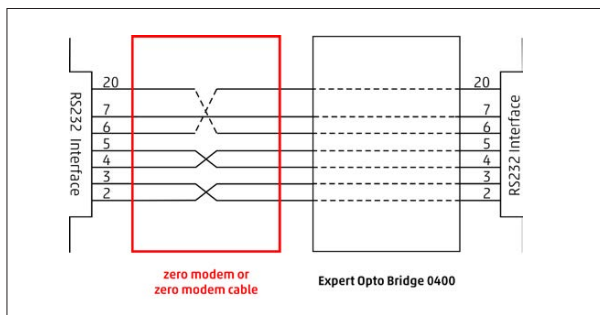 RS232 Interface
20
7
6
5
4
3
2
20
7
6
5
4
3
2
RS232 Interface
zero modem or
zero modem cable
Expert Opto Bridge 0400